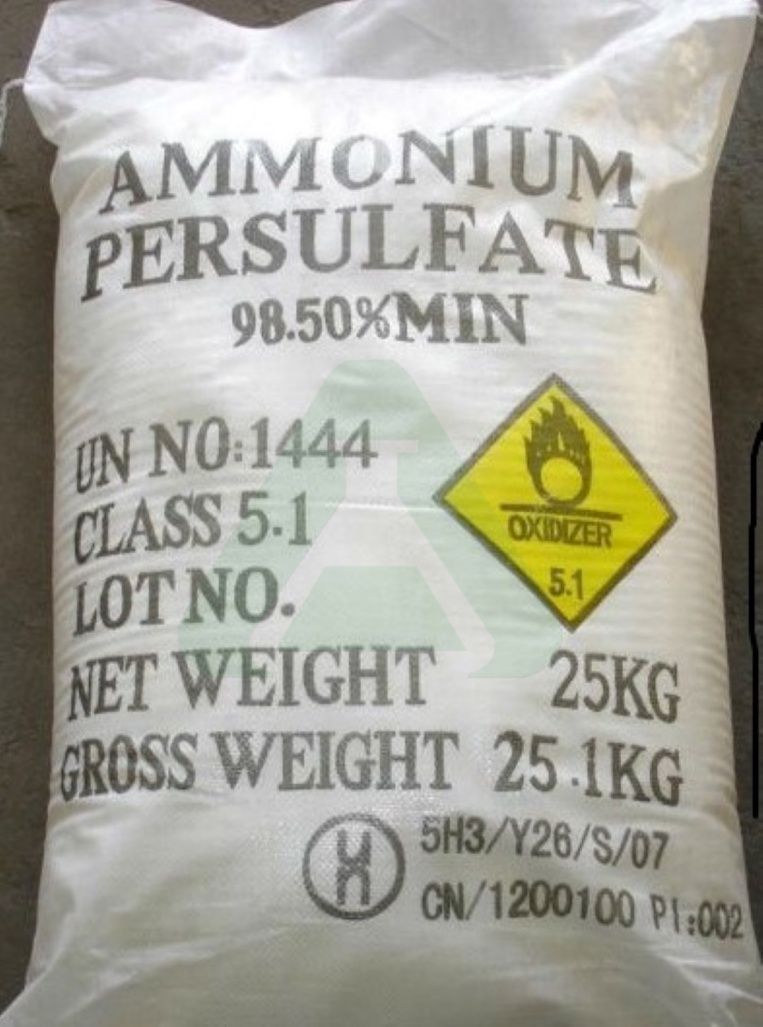 AMMONIUM
PERSULFATE
98.50%MIN
UN NO:1444
CLASS 5.1
LOT NO.
OXIDIZER
5.1
NET WEIGHT 25KG
GROSS WEIGHT 25.1KG
5H3/Y26/S/07
CN/1200100 PI:002